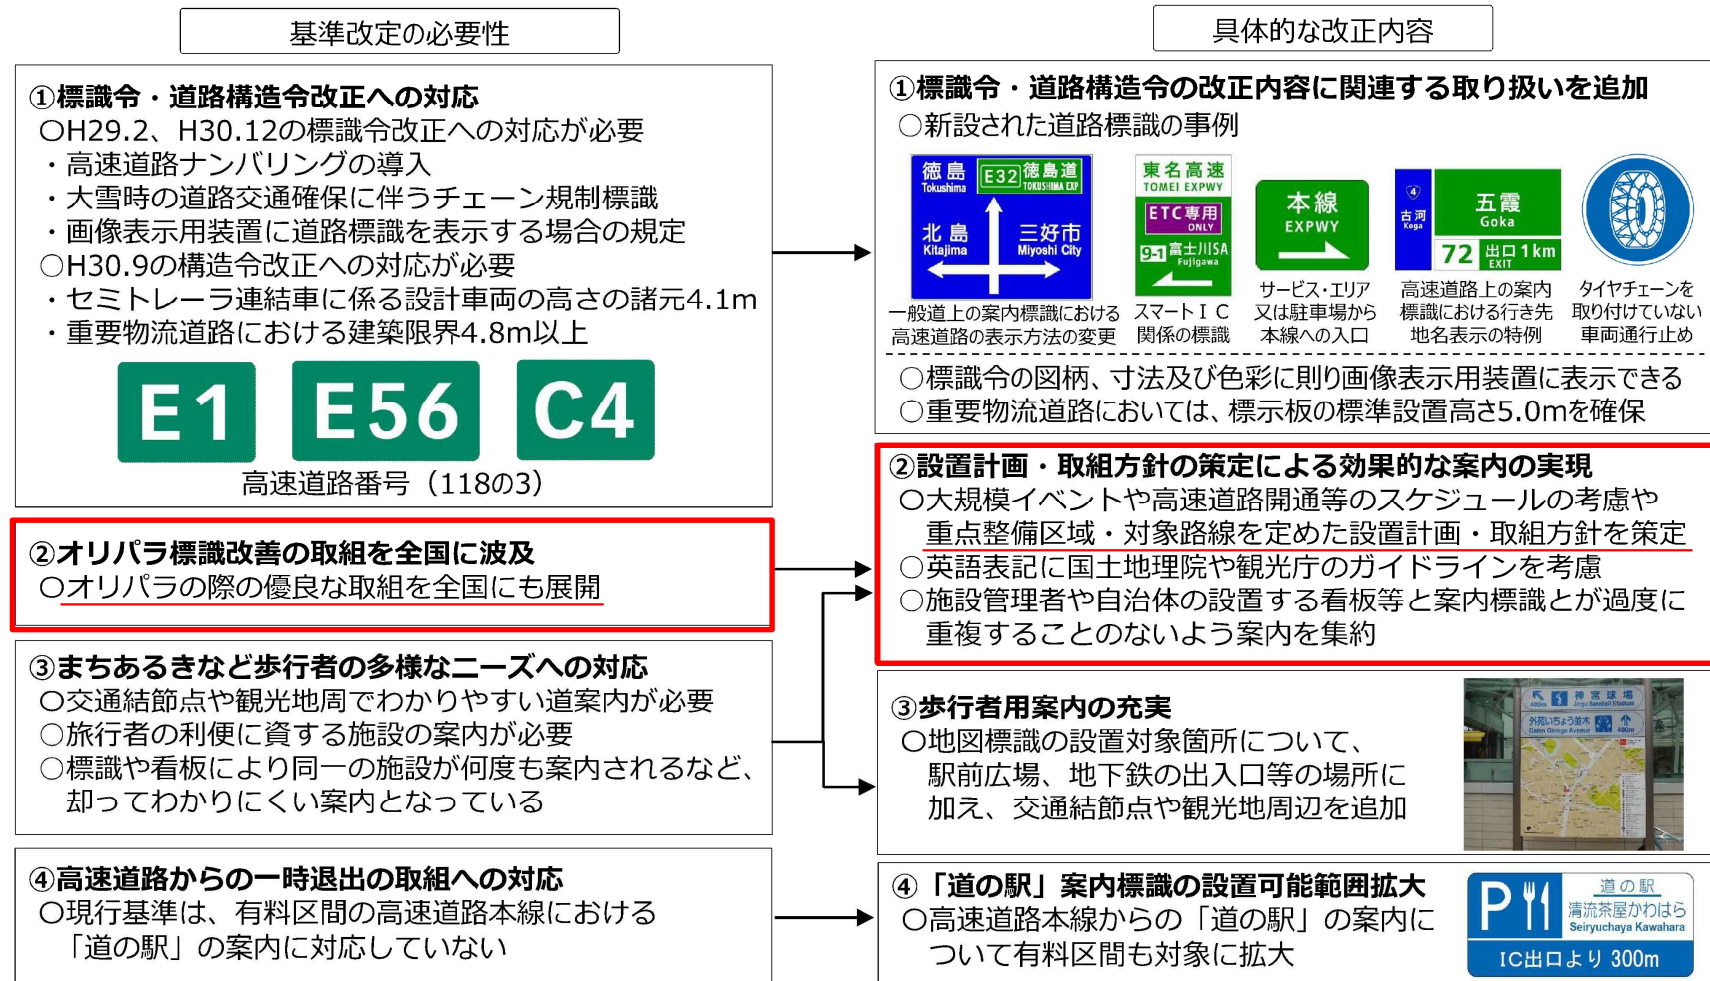 基準改定の必要性
①標識令・道路構造令改正への対応
○H29.2、H30.12の標識令改正への対応が必要
・高速道路ナンバリングの導入
・大雪時の道路交通確保に伴うチェーン規制標識
・画像表示用装置に道路標識を表示する場合の規定
○H30.9の構造令改正への対応が必要
・セミトレーラ連結車に係る設計車両の高さの諸元4.1m
・重要物流道路における建築限界4.8m以上
E1 E56 C4
高速道路番号（118の3）
②オリパラ標識改善の取組を全国に波及
○オリパラの際の優良な取組を全国にも展開
③まちあるきなど歩行者の多様なニーズへの対応
○交通結節点や観光地周でわかりやすい道案内が必要
○旅行者の利便に資する施設の案内が必要
○標識や看板により同一の施設が何度も案内されるなど、
却ってわかりにくい案内となっている
④高速道路からの一時退出の取組への対応
○現行基準は、有料区間の高速道路本線における
「道の駅」の案内に対応していない
具体的な改正内容
①標識令・道路構造令の改正内容に関連する取り扱いを追加
○新設された道路標識の事例
徳島
Tokushima
E32 徳島道
TOKUSHIMA EXP
北島
Kitajima
三好市
Miyoshi City
一般道上の案内標識における
高速道路の表示方法の変更
東名高速
TOMEI EXPWY
ETC専用
ONLY
9-1 富士川SA
Fujigawa
スマートＩＣ
関係の標識
本線
EXPWY
サービス・エリア
又は駐車場から
本線への入口
4
古河
Koga
五霞
Goka
72 出口 1km
EXIT
高速道路上の案内
標識における行き先
地名表示の特例
タイヤチェーンを
取り付けていない
車両通行止め
○標識令の図柄、寸法及び色彩に則り画像表示用装置に表示できる
○重要物流道路においては、標示板の標準設置高さ5.0mを確保
②設置計画・取組方針の策定による効果的な案内の実現
○大規模イベントや高速道路開通等のスケジュールの考慮や
重点整備区域・対象路線を定めた設置計画・取組方針を策定
○英語表記に国土地理院や観光庁のガイドラインを考慮
○施設管理者や自治体の設置する看板等と案内標識とが過度に
重複することのないよう案内を集約
③歩行者用案内の充実
○地図標識の設置対象箇所について、
駅前広場、地下鉄の出入口等の場所に
加え、交通結節点や観光地周辺を追加
神宮球場
400m Jingu Baseball Stadium
外苑いちょう並木
Gaien Ginkgo Avenue 490m
④「道の駅」案内標識の設置可能範囲拡大
○高速道路本線からの「道の駅」の案内に
ついて有料区間も対象に拡大
P
道の駅
清流茶屋かわはら
Seiryuchaya Kawahara
IC出口より 300m